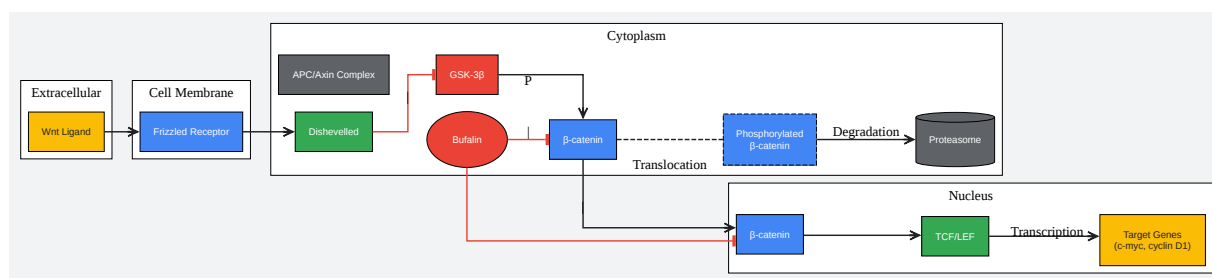 Cytoplasm
APC/Axin Complex
GSK-3β
P
Extracellular
Cell Membrane
Wnt Ligand
Frizzled Receptor
Dishevelled
Bufalin
β-catenin
Phosphorylated
β-catenin
Degradation
Proteasome
Translocation
Nucleus
β-catenin
TCF/LEF
Transcription
Target Genes
(c-myc, cyclin D1)